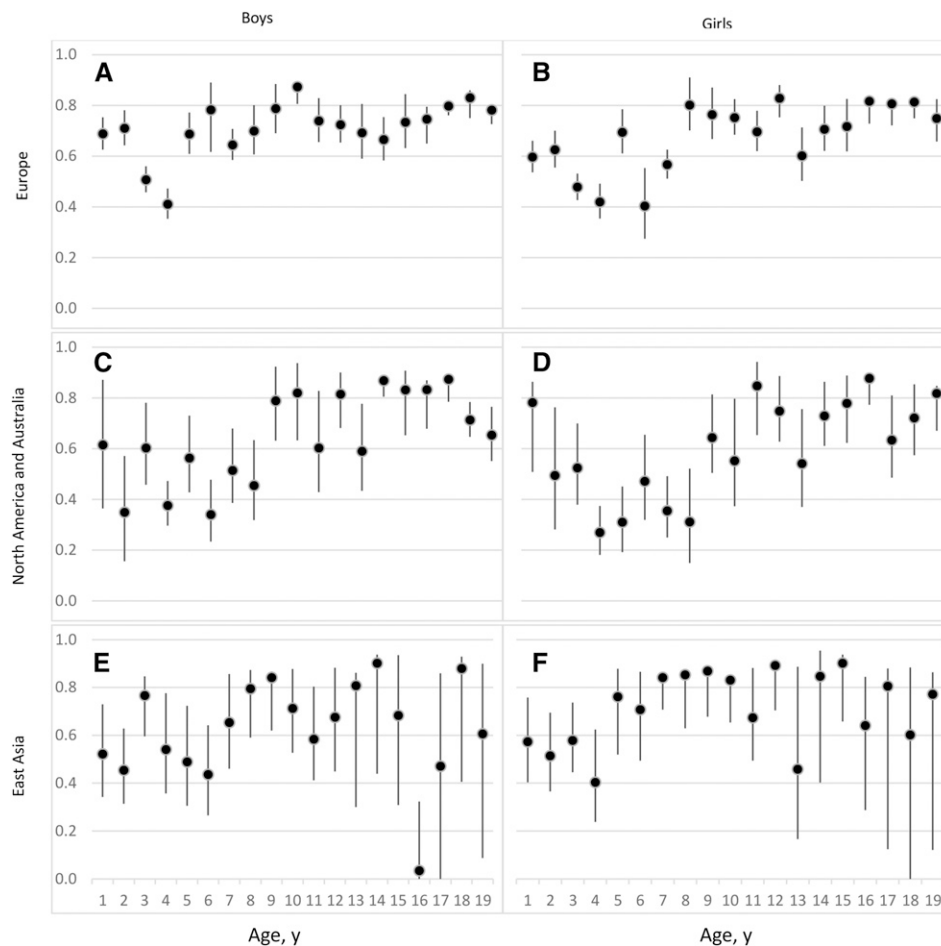 Boys
Girls
A
B
1.0
0.8
0.6
0.4
0.2
0.0
Europe
C
D
1.0
0.8
0.6
0.4
0.2
0.0
North America and Australia
E
F
1.0
0.8
0.6
0.4
0.2
0.0
East Asia
1 2 3 4 5 6 7 8 9 10 11 12 13 14 15 16 17 18 19
1 2 3 4 5 6 7 8 9 10 11 12 13 14 15 16 17 18 19
Age, y
Age, y